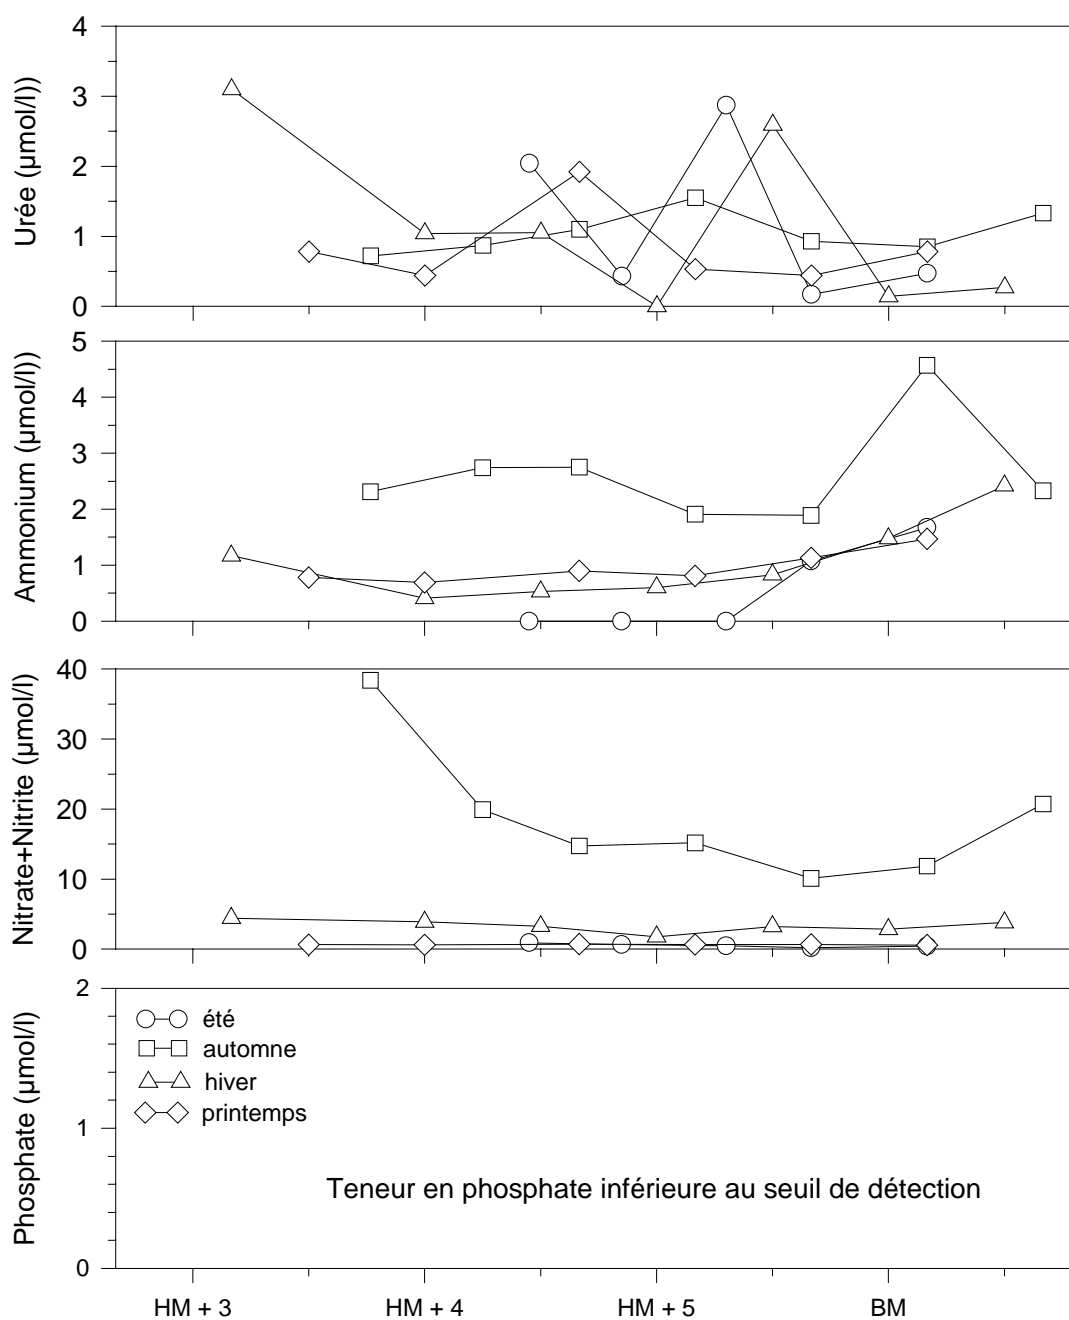 Urée (µmol/l))
4
3
2
1
0
Ammonium (µmol/l))
5
4
3
2
1
0
Nitrate+Nitrite (µmol/l)
40
30
20
10
0
Phosphate (µmol/l)
2
1
0
été
automne
hiver
printemps
Teneur en phosphate inférieure au seuil de détection
HM + 3 HM + 4 HM + 5 BM